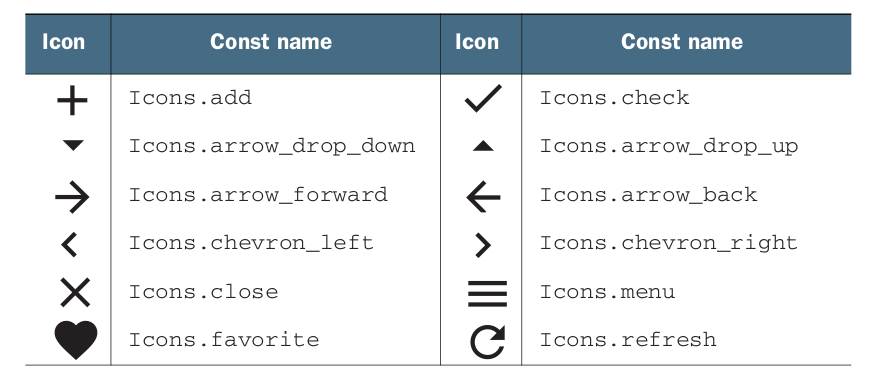 Icon Const name Icon Const name
Icons.add Icons.check
Icons.arrow_drop_down Icons.arrow_drop_up
Icons.arrow_forward Icons.arrow_back
Icons.chevron_left Icons.chevron_right
Icons.close Icons.menu
Icons.favorite Icons.refresh